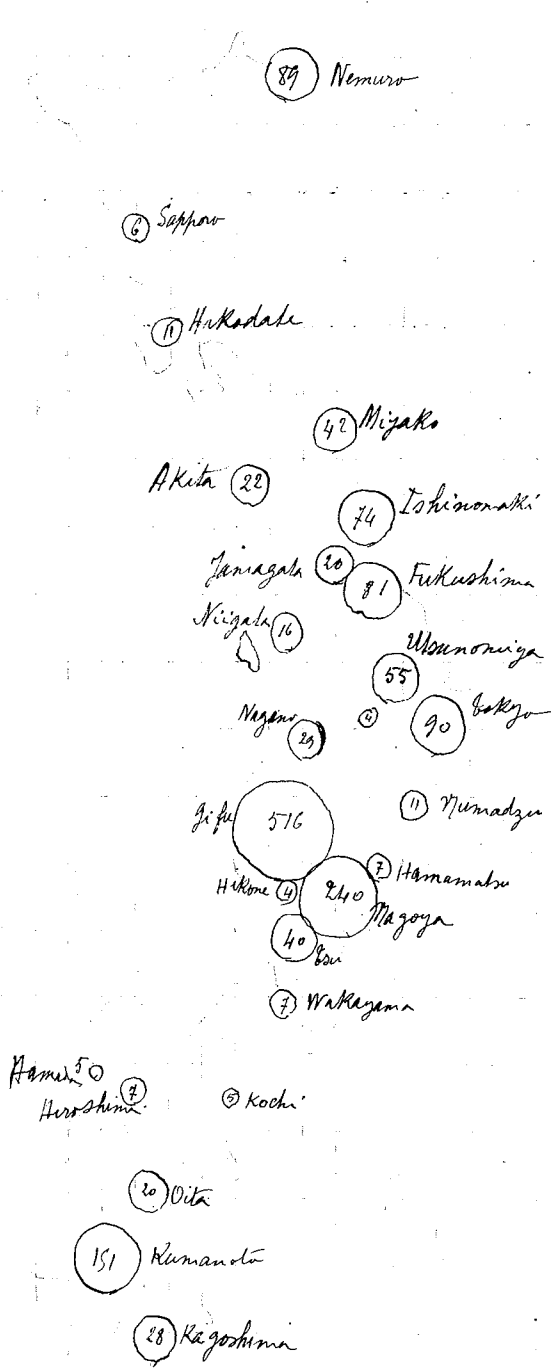 89 Nemuro
6 Sapporo
11 Hakodate
42 Miyako
Akita 22
74 Ishinomaki
Jamagata 20
81 Fukushima
Niigata 16
Utsunomiya
55
4
90 Tokyo
Nagano
29
11 Numadzu
Gifu 516
7 Hamamatsu
Hikone 4
240
Nagoya
40
Tsu
7 Wakayama
Hamada 5
7
Hiroshima
5 Kochi
20 Oita
151 Kumamoto
28 Kagoshima